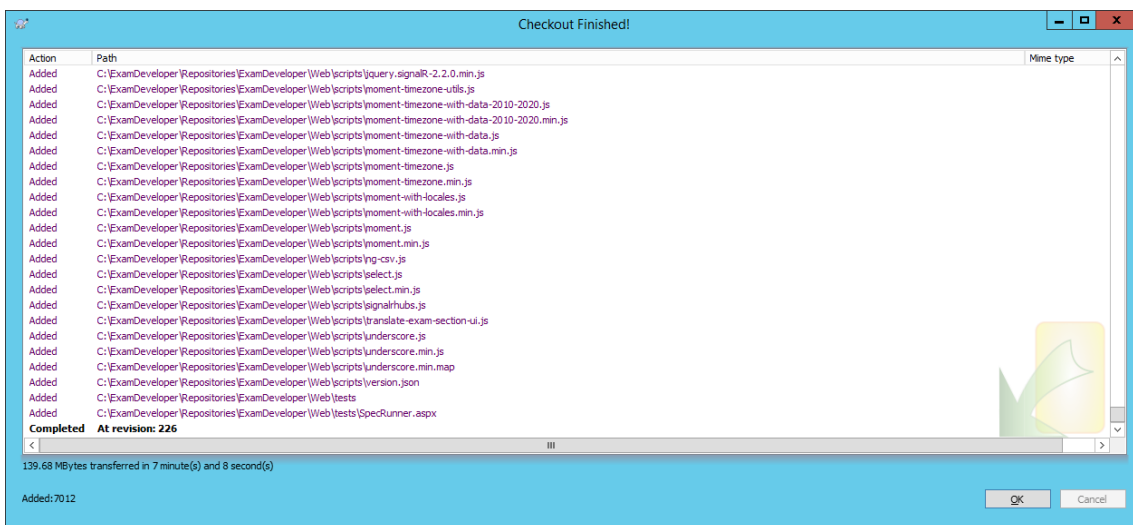 Checkout Finished!
Action Path Mime type
Added C:\ExamDeveloper\Repositories\ExamDeveloper\Web\scripts\jquery.signalR-2.2.0.min.js
Added C:\ExamDeveloper\Repositories\ExamDeveloper\Web\scripts\moment-timezone-utils.js
Added C:\ExamDeveloper\Repositories\ExamDeveloper\Web\scripts\moment-timezone-with-data-2010-2020.js
Added C:\ExamDeveloper\Repositories\ExamDeveloper\Web\scripts\moment-timezone-with-data-2010-2020.min.js
Added C:\ExamDeveloper\Repositories\ExamDeveloper\Web\scripts\moment-timezone-with-data.js
Added C:\ExamDeveloper\Repositories\ExamDeveloper\Web\scripts\moment-timezone-with-data.min.js
Added C:\ExamDeveloper\Repositories\ExamDeveloper\Web\scripts\moment-timezone.js
Added C:\ExamDeveloper\Repositories\ExamDeveloper\Web\scripts\moment-timezone.min.js
Added C:\ExamDeveloper\Repositories\ExamDeveloper\Web\scripts\moment-with-locales.js
Added C:\ExamDeveloper\Repositories\ExamDeveloper\Web\scripts\moment-with-locales.min.js
Added C:\ExamDeveloper\Repositories\ExamDeveloper\Web\scripts\moment.js
Added C:\ExamDeveloper\Repositories\ExamDeveloper\Web\scripts\moment.min.js
Added C:\ExamDeveloper\Repositories\ExamDeveloper\Web\scripts\ng-csv.js
Added C:\ExamDeveloper\Repositories\ExamDeveloper\Web\scripts\select.js
Added C:\ExamDeveloper\Repositories\ExamDeveloper\Web\scripts\select.min.js
Added C:\ExamDeveloper\Repositories\ExamDeveloper\Web\scripts\signalrhubs.js
Added C:\ExamDeveloper\Repositories\ExamDeveloper\Web\scripts\translate-exam-section-ui.js
Added C:\ExamDeveloper\Repositories\ExamDeveloper\Web\scripts\underscore.js
Added C:\ExamDeveloper\Repositories\ExamDeveloper\Web\scripts\underscore.min.js
Added C:\ExamDeveloper\Repositories\ExamDeveloper\Web\scripts\underscore.min.map
Added C:\ExamDeveloper\Repositories\ExamDeveloper\Web\scripts\version.json
Added C:\ExamDeveloper\Repositories\ExamDeveloper\Web\tests
Added C:\ExamDeveloper\Repositories\ExamDeveloper\Web\tests\SpecRunner.aspx
Completed At revision: 226
139.68 MBytes transferred in 7 minute(s) and 8 second(s)
Added:7012
OK Cancel